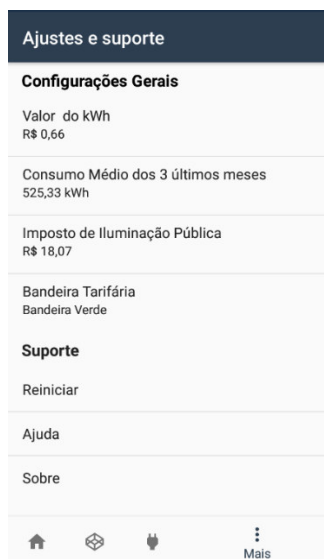 Ajustes e suporte
Configurações Gerais
Valor do kWh
R$ 0,66
Consumo Médio dos 3 últimos meses
525,33 kWh
Imposto de Iluminação Pública
R$ 18,07
Bandeira Tarifária
Bandeira Verde
Suporte
Reiniciar
Ajuda
Sobre
Mais